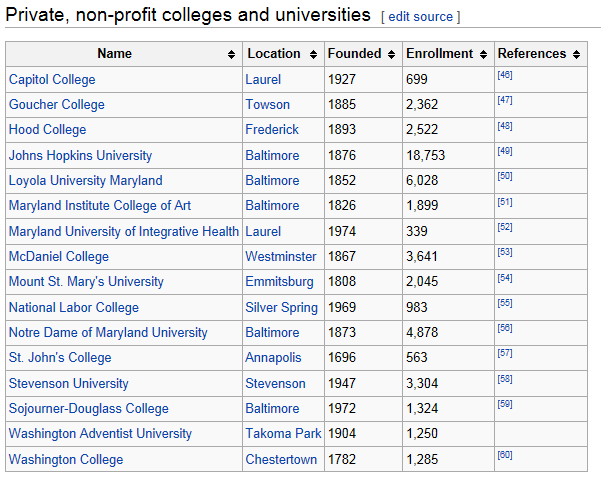 Private, non-profit colleges and universities [ edit source ]
Name Location Founded Enrollment References
Capitol College Laurel 1927 699 [46]
Goucher College Towson 1885 2,362 [47]
Hood College Frederick 1893 2,522 [48]
Johns Hopkins University Baltimore 1876 18,753 [49]
Loyola University Maryland Baltimore 1852 6,028 [50]
Maryland Institute College of Art Baltimore 1826 1,899 [51]
Maryland University of Integrative Health Laurel 1974 339 [52]
McDaniel College Westminster 1867 3,641 [53]
Mount St. Mary's University Emmitsburg 1808 2,045 [54]
National Labor College Silver Spring 1969 983 [55]
Notre Dame of Maryland University Baltimore 1873 4,878 [56]
St. John's College Annapolis 1696 563 [57]
Stevenson University Stevenson 1947 3,304 [58]
Sojourner-Douglass College Baltimore 1972 1,324 [59]
Washington Adventist University Takoma Park 1904 1,250
Washington College Chestertown 1782 1,285 [60]